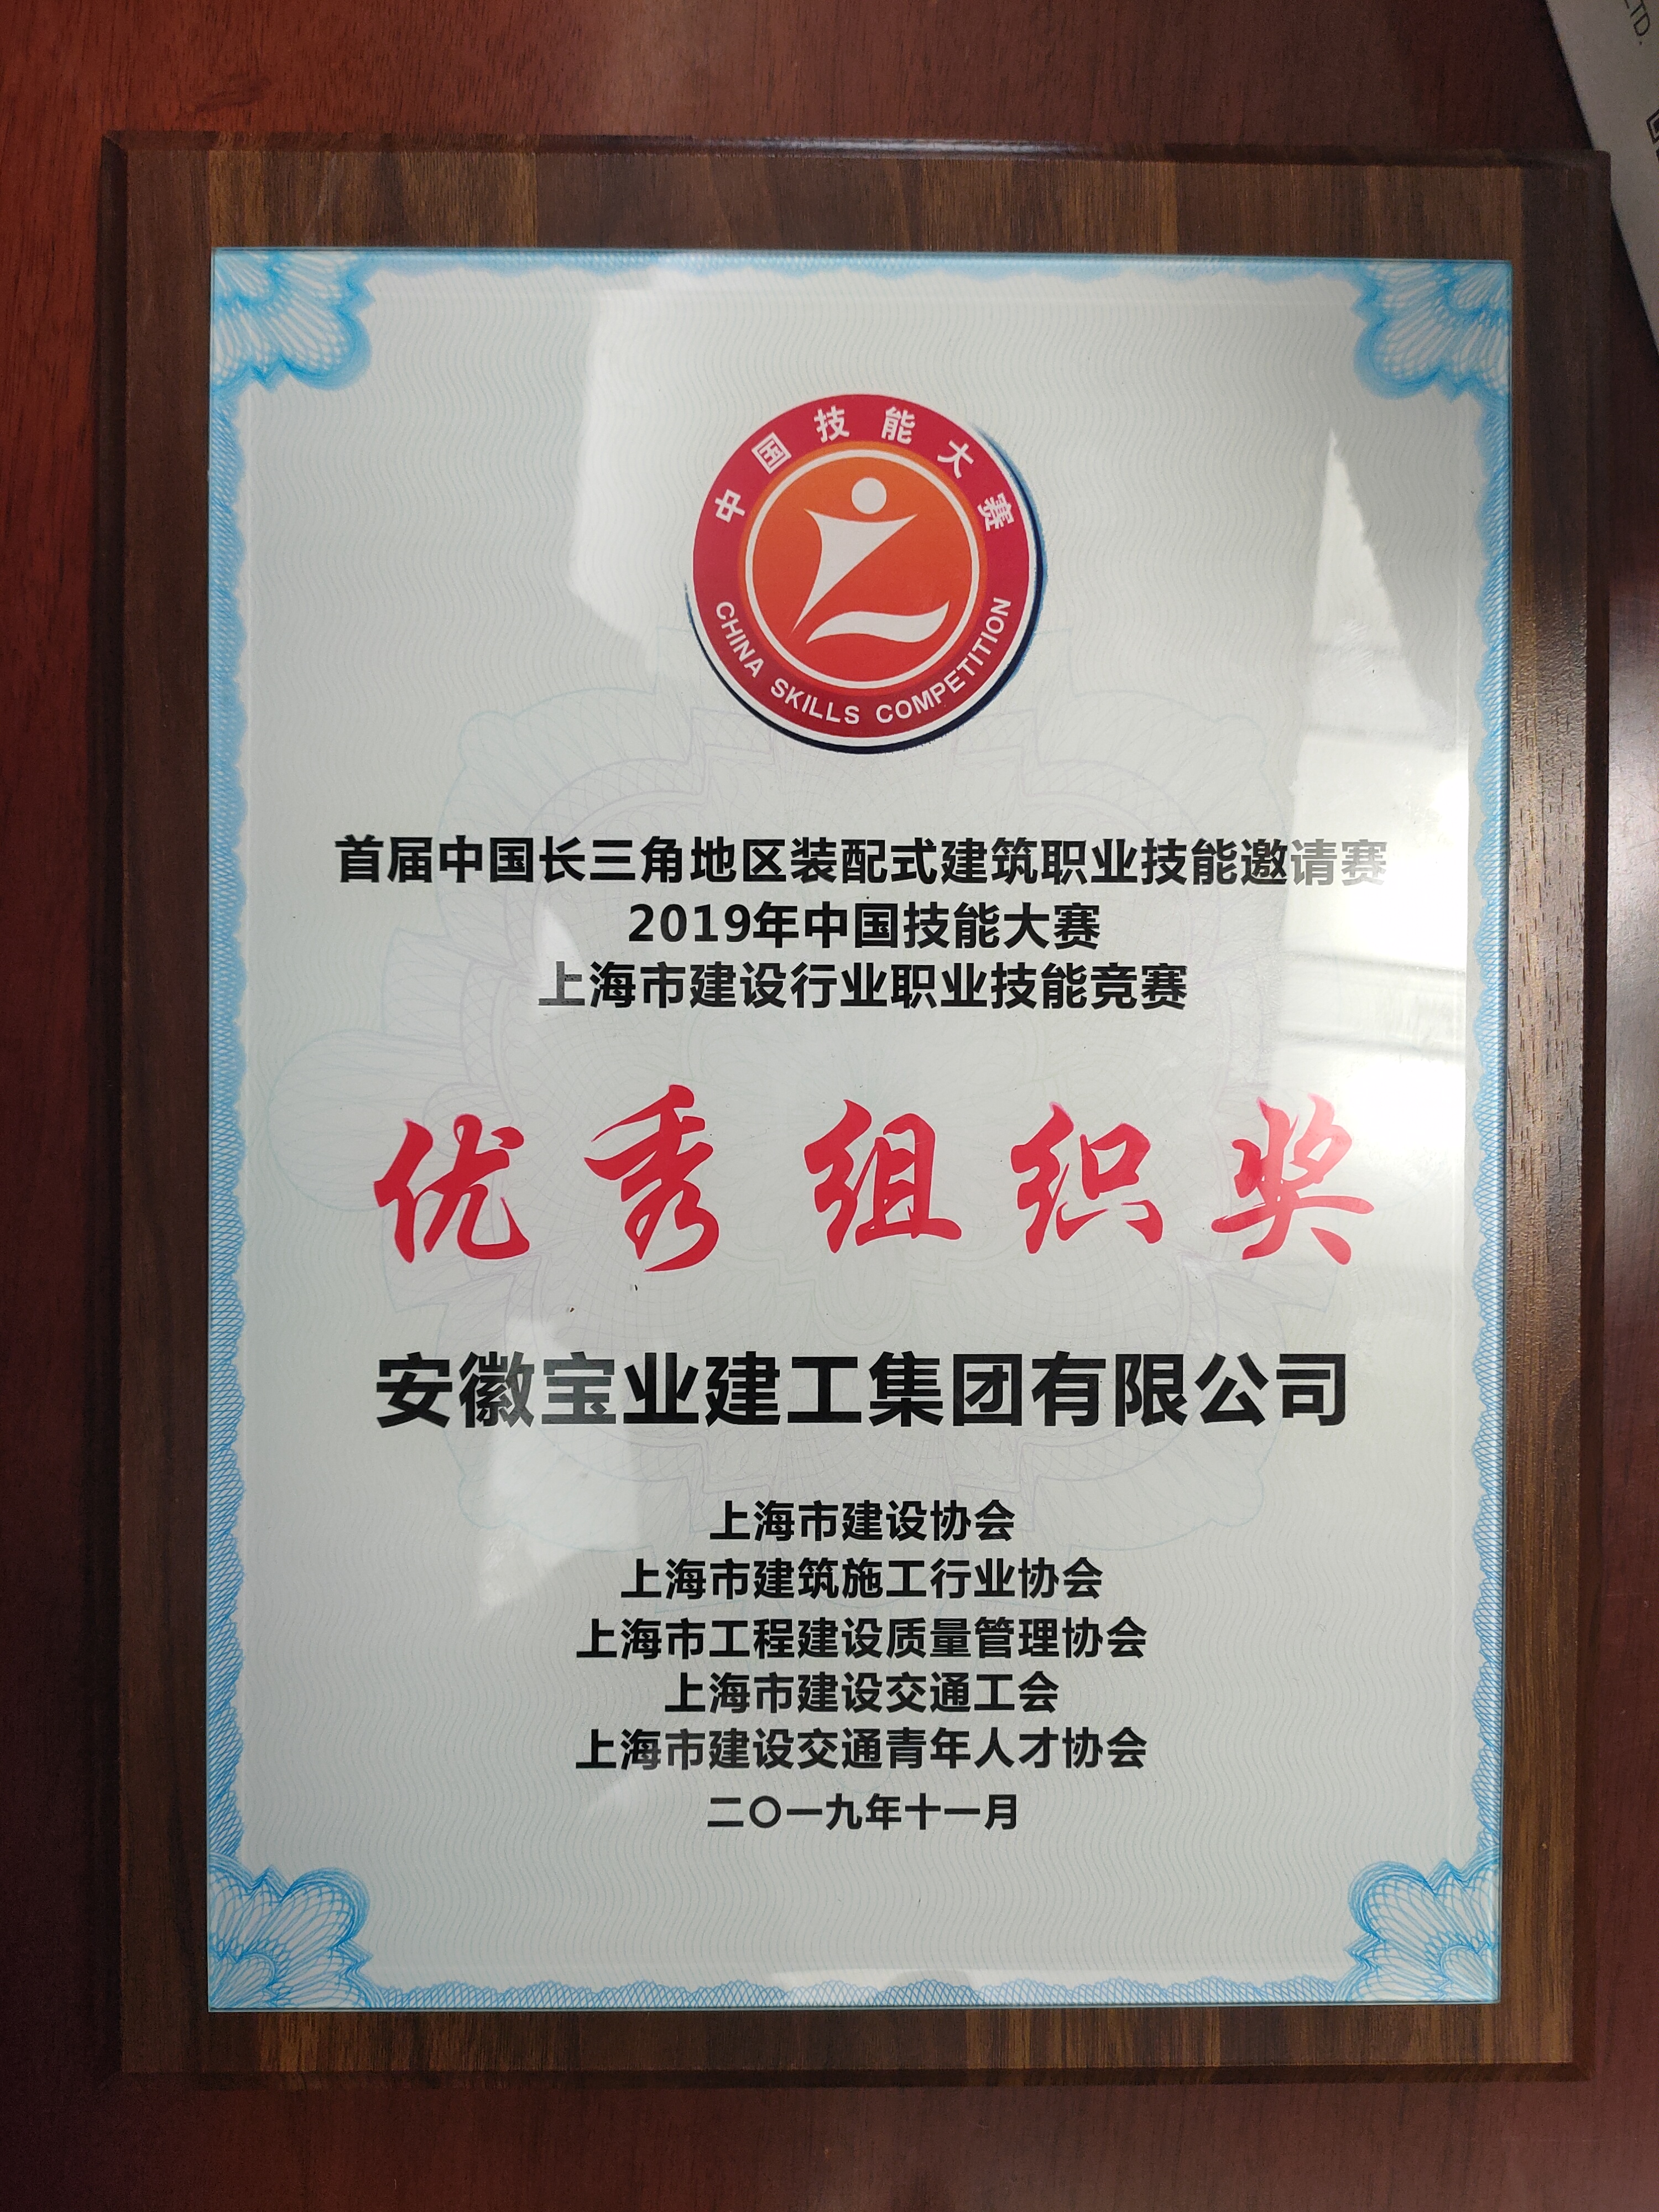 TD.
中国技能大赛
CHINA SKILLS COMPETITION
首届中国长三角地区装配式建筑职业技能邀请赛
2019年中国技能大赛
上海市建设行业职业技能竞赛
优秀组织奖
安徽宝业建工集团有限公司
上海市建设协会
上海市建筑施工行业协会
上海市工程建设质量管理协会
上海市建设交通工会
上海市建设交通青年人才协会
二〇一九年十一月